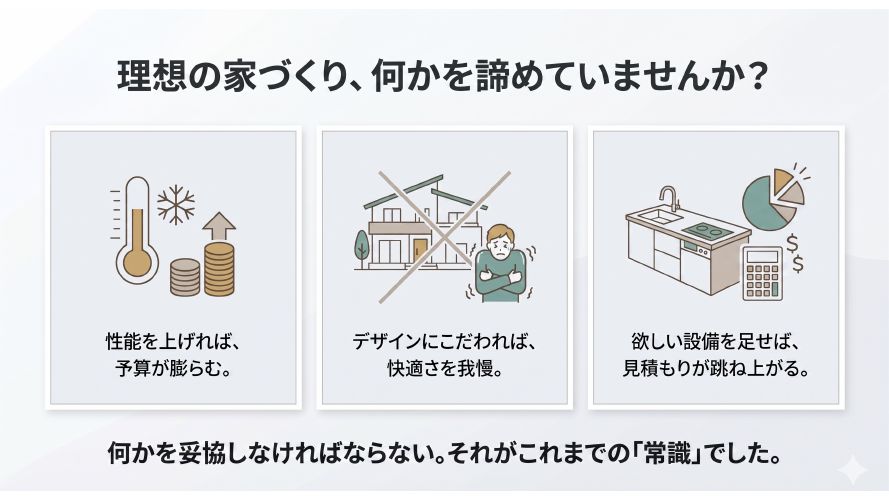 理想の家づくり、何かを諦めていませんか？
性能を上げれば、
予算が膨らむ。
デザインにこだわれば、
快適さを我慢。
$
$
欲しい設備を足せば、
見積もりが跳ね上がる。
何かを妥協しなければならない。それがこれまでの「常識」でした。